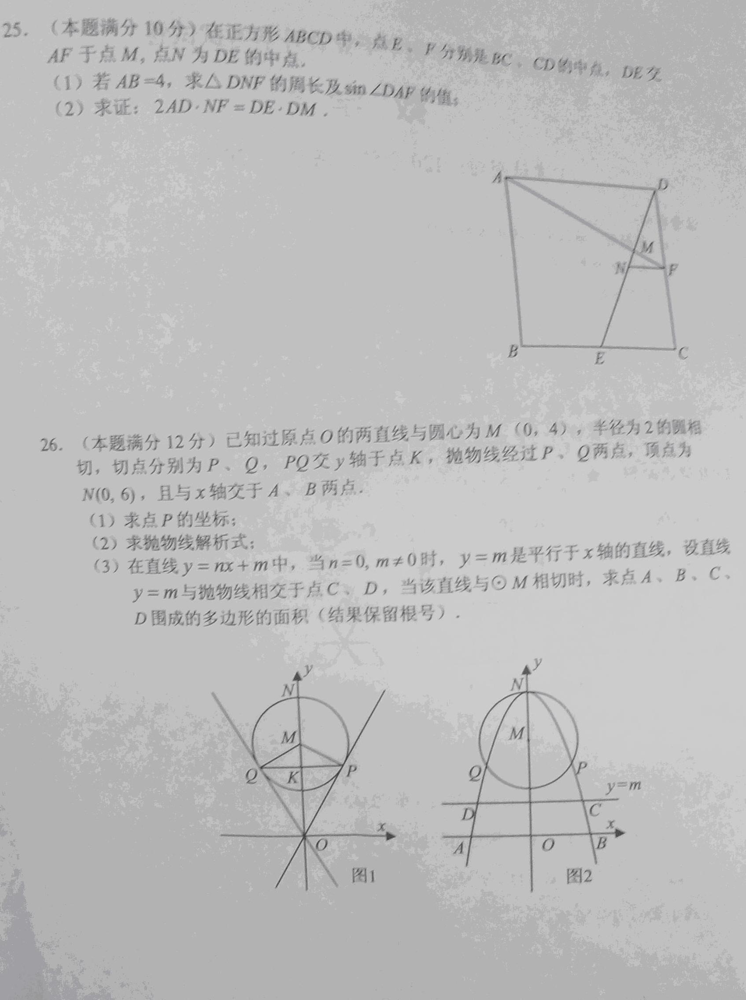 25. （本题满分 10 分）在正方形 ABCD 中，点 E 、F 分别是 BC 、CD 的中点，DE 交
AF 于点 M，点N 为 DE 的中点．
（1）若 AB =4，求△ DNF 的周长及 sin ∠DAF 的值；
（2）求证：2AD · NF = DE · DM．
A
D
M
N
F
B
E
C
26. （本题满分 12 分）已知过原点 O 的两直线与圆心为 M（0，4），半径为 2 的圆相
切，切点分别为 P 、Q，PQ 交 y 轴于点 K，抛物线经过 P 、Q 两点，顶点为
N(0, 6)，且与 x 轴交于 A 、B 两点．
（1）求点 P 的坐标；
（2）求抛物线解析式；
（3）在直线 y = nx + m 中，当 n = 0, m ≠ 0 时，y = m 是平行于 x 轴的直线，设直线
y = m 与抛物线相交于点 C 、D，当该直线与⊙ M 相切时，求点 A 、B 、C 、
D 围成的多边形的面积（结果保留根号）．
y
N
M
Q
K
P
x
O
图1
y
N
M
Q
P
y=m
D
C
x
A
O
B
图2